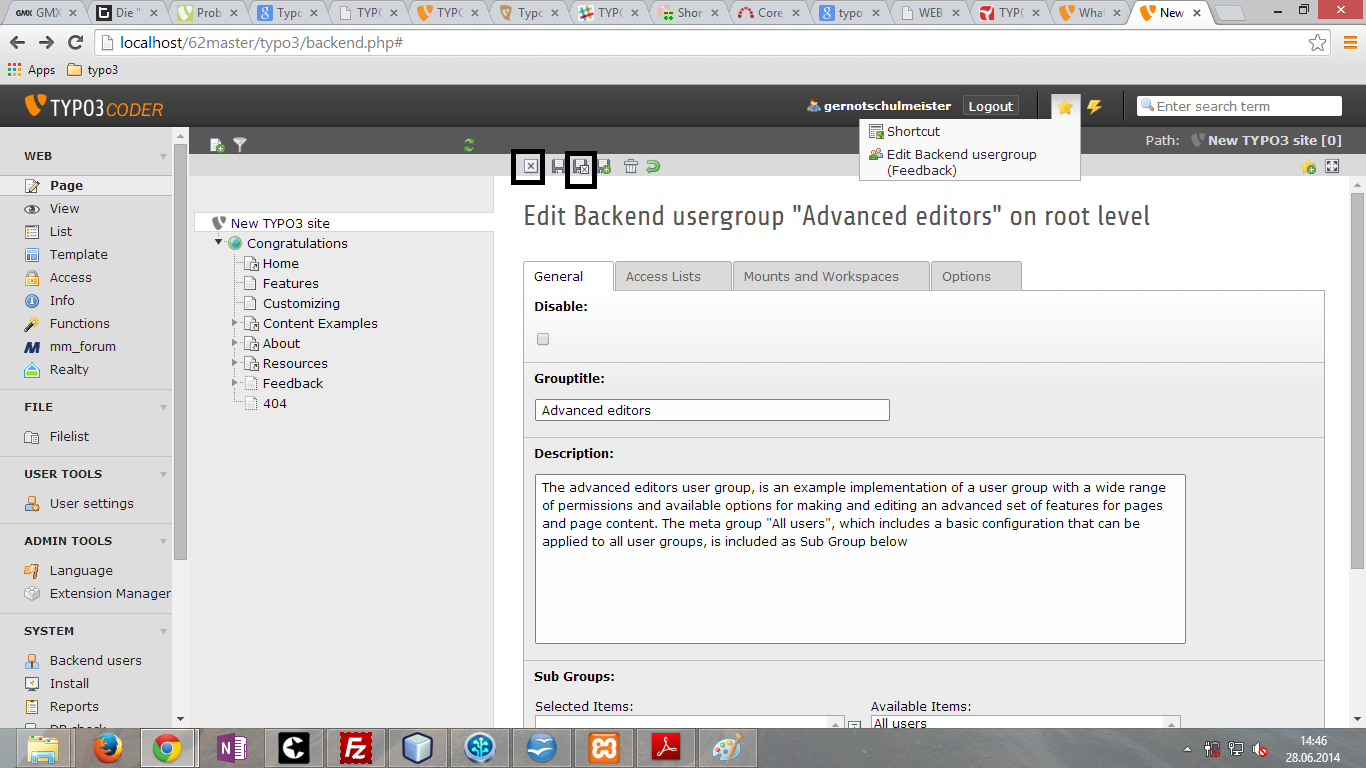 GMX GMX
Die "
Prob
Typo
TYPC
TYPC
Typo
TYPC
Shor
Core
typo
WEB
TYPC
What
New
localhost/62master/typo3/backend.php#
Apps
typo3
TYPO3 CODER
gernotschulmeister
Logout
Enter search term
Shortcut
Edit Backend usergroup
(Feedback)
Path:
New TYPO3 site [0]
WEB
Page
View
List
Template
Access
Info
Functions
mm_forum
Realty
FILE
Filelist
USER TOOLS
User settings
ADMIN TOOLS
Language
Extension Manager
SYSTEM
Backend users
Install
Reports
DB check
New TYPO3 site
Congratulations
Home
Features
Customizing
Content Examples
About
Resources
Feedback
404
Edit Backend usergroup "Advanced editors" on root level
General
Access Lists
Mounts and Workspaces
Options
Disable:
Grouptitle:
Advanced editors
Description:
The advanced editors user group, is an example implementation of a user group with a wide range
of permissions and available options for making and editing an advanced set of features for pages
and page content. The meta group "All users", which includes a basic configuration that can be
applied to all user groups, is included as Sub Group below
Sub Groups:
Selected Items:
Available Items:
All users
14:46
28.06.2014